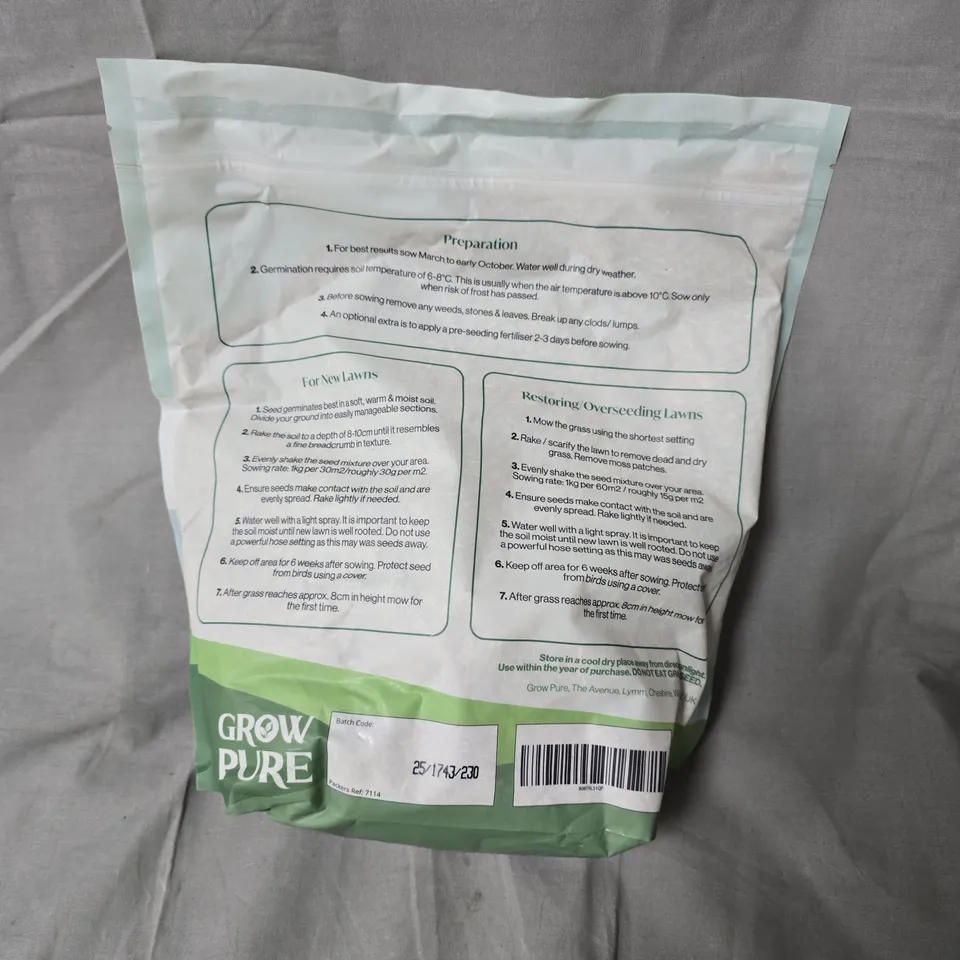 Preparation
1. For best results sow March to early October. Water well during dry weather.
2. Germination requires soil temperature of 6-8°C. This is usually when the air temperature is above 10°C. Sow only
when risk of frost has passed.
3. Before sowing remove any weeds, stones & leaves. Break up any clods/ lumps.
4. An optional extra is to apply a pre-seeding fertiliser 2-3 days before sowing.
For New Lawns
1. Seed germinates best in a soft, warm & moist soil.
Divide your ground into easily manageable sections.
2. Rake the soil to a depth of 8-10cm until it resembles
a fine breadcrumb in texture.
3. Evenly shake the seed mixture over your area.
Sowing rate: 1kg per 30m2/roughly 30g per m2.
4. Ensure seeds make contact with the soil and are
evenly spread. Rake lightly if needed.
5. Water well with a light spray. It is important to keep
the soil moist until new lawn is well rooted. Do not use
a powerful hose setting as this may was seeds away.
6. Keep off area for 6 weeks after sowing. Protect seed
from birds using a cover.
7. After grass reaches approx. 8cm in height mow for
the first time.
Restoring/Overseeding Lawns
1. Mow the grass using the shortest setting
2. Rake / scarify the lawn to remove dead and dry
grass. Remove moss patches.
3. Evenly shake the seed mixture over your area.
Sowing rate: 1kg per 60m2 / roughly 15g per m2
4. Ensure seeds make contact with the soil and are
evenly spread. Rake lightly if needed.
5. Water well with a light spray. It is important to keep
the soil moist until new lawn is well rooted. Do not use
a powerful hose setting as this may was seeds
6. Keep off area for 6 weeks after sowing. Protect
from birds using a cover.
7. After grass reaches approx. 8cm in height mow for
the first time.
Store in a cool dry place away from direct
Use within the year of purchase. DO NOT EAT
Grow Pure, The Avenue, Lymm, Cheshire, UK
GROW
PURE
Batch Code:
25/1743/230
Packers Ref: 7114